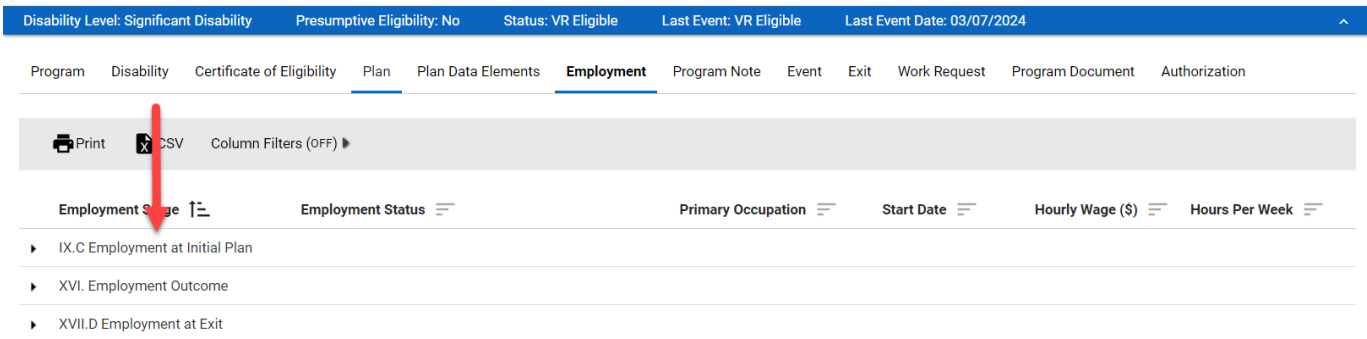 Disability Level: Significant Disability Presumptive Eligibility: No Status: VR Eligible Last Event: VR Eligible Last Event Date: 03/07/2024
Program Disability Certificate of Eligibility Plan Plan Data Elements Employment Program Note Event Exit Work Request Program Document Authorization
Print CSV Column Filters (OFF)
Employment Stage Employment Status Primary Occupation Start Date Hourly Wage ($) Hours Per Week
IX.C Employment at Initial Plan
XVI. Employment Outcome
XVII.D Employment at Exit